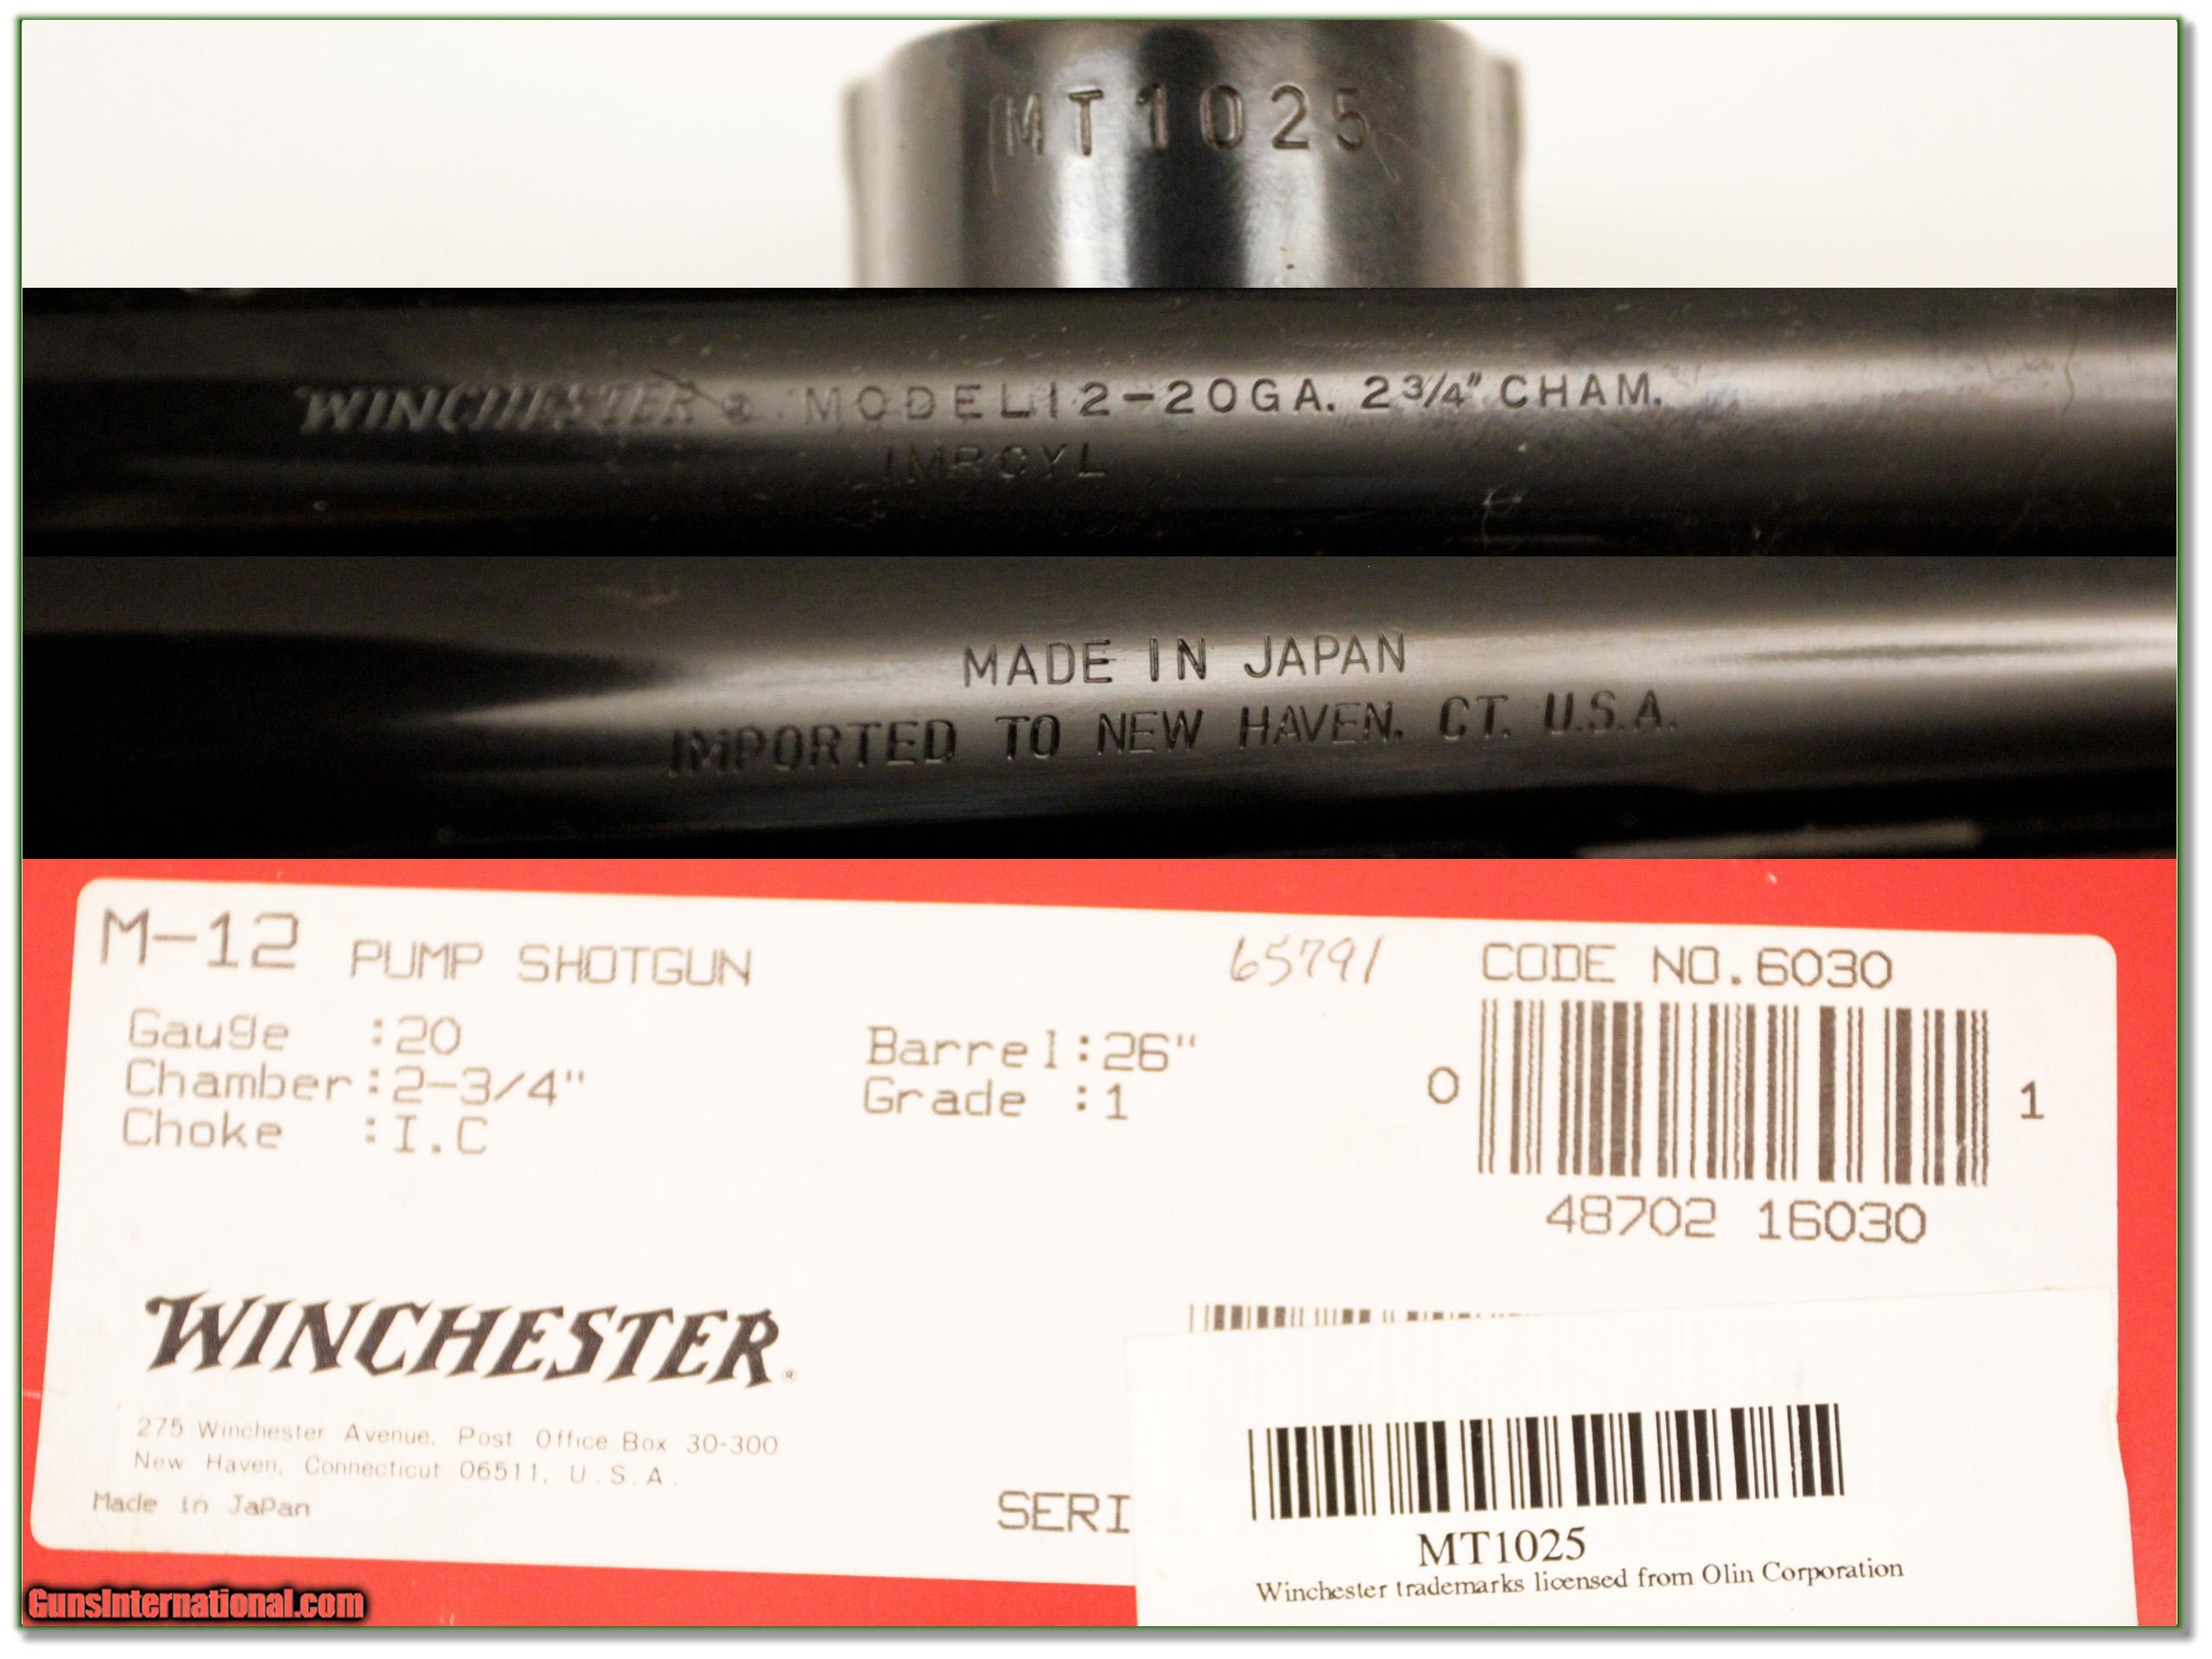 MT1025
WINCHESTER ® MODEL 12-20GA. 2 3/4" CHAM.
IMPCYL
MADE IN JAPAN
IMPORTED TO NEW HAVEN. CT. U.S.A.
M-12 PUMP SHOTGUN
65791
CODE NO.6030
Gauge :20
Barrel:26"
Chamber:2-3/4"
Grade :1
Choke :I.C
0
1
48702 16030
WINCHESTER®
275 Winchester Avenue, Post Office Box 30-300
New Haven, Connecticut 06511, U.S.A.
Made in Japan
SERI
MT1025
Winchester trademarks licensed from Olin Corporation
GunsInternational.com